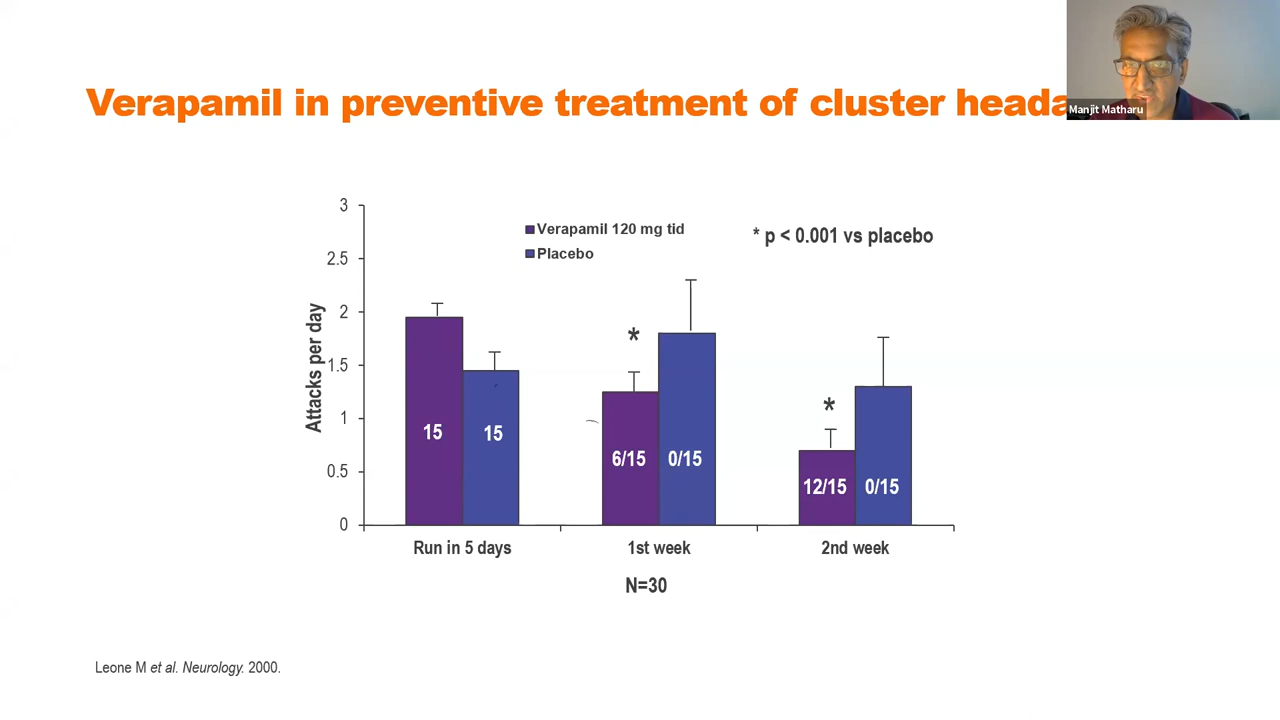 Verapamil in preventive treatment of cluster heada
Manjit Matharu
Verapamil 120 mg tid
Placebo
* p < 0.001 vs placebo
Attacks per day
3
2.5
2
1.5
1
0.5
0
*
*
15
15
6/15
0/15
12/15
0/15
Run in 5 days
1st week
2nd week
N=30
Leone M et al. Neurology. 2000.